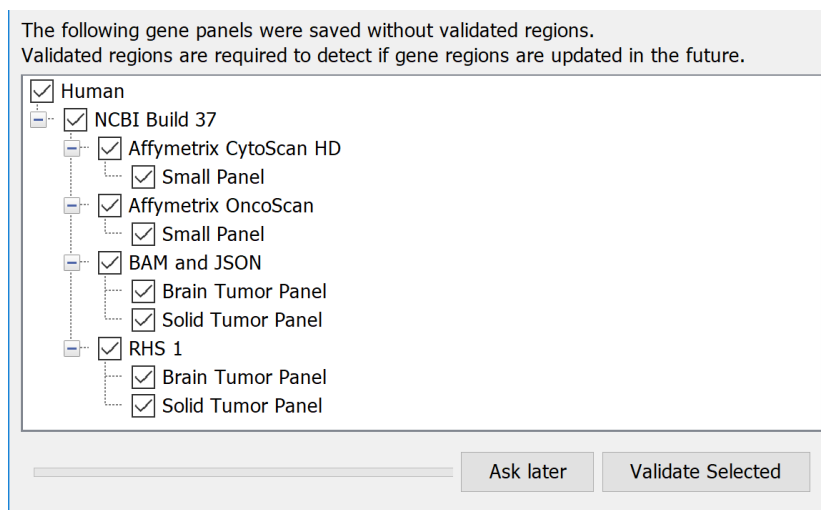 The following gene panels were saved without validated regions.
Validated regions are required to detect if gene regions are updated in the future.
Human
NCBI Build 37
Affymetrix CytoScan HD
Small Panel
Affymetrix OncoScan
Small Panel
BAM and JSON
Brain Tumor Panel
Solid Tumor Panel
RHS 1
Brain Tumor Panel
Solid Tumor Panel
Ask later Validate Selected